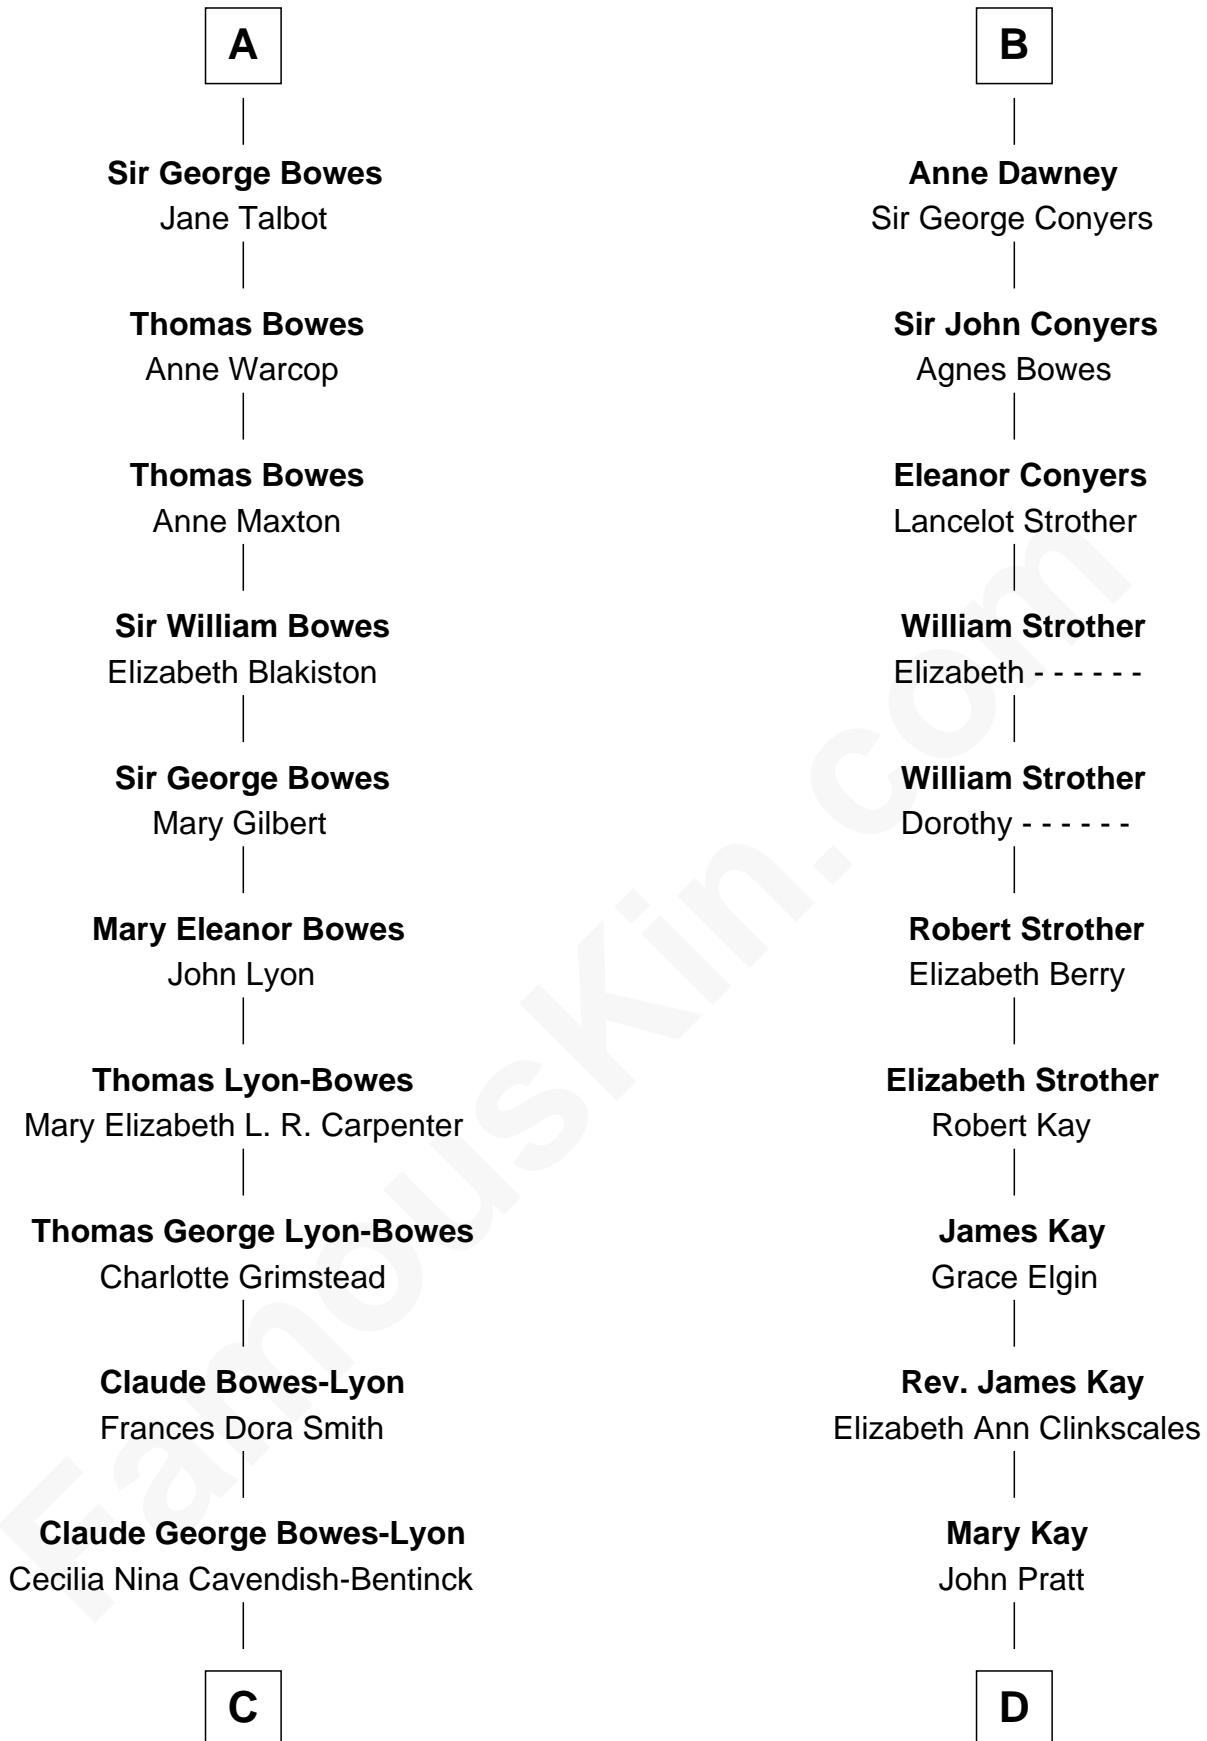 A
Sir George Bowes
Jane Talbot
Thomas Bowes
Anne Warcop
Thomas Bowes
Anne Maxton
Sir William Bowes
Elizabeth Blakiston
Sir George Bowes
Mary Gilbert
Mary Eleanor Bowes
John Lyon
Thomas Lyon-Bowes
Mary Elizabeth L. R. Carpenter
Thomas George Lyon-Bowes
Charlotte Grimstead
Claude Bowes-Lyon
Frances Dora Smith
Claude George Bowes-Lyon
Cecilia Nina Cavendish-Bentinck
C
B
Anne Dawney
Sir George Conyers
Sir John Conyers
Agnes Bowes
Eleanor Conyers
Lancelot Strother
William Strother
Elizabeth - - - - - -
William Strother
Dorothy - - - - - -
Robert Strother
Elizabeth Berry
Elizabeth Strother
Robert Kay
James Kay
Grace Elgin
Rev. James Kay
Elizabeth Ann Clinkscales
Mary Kay
John Pratt
D
FamousKin.com